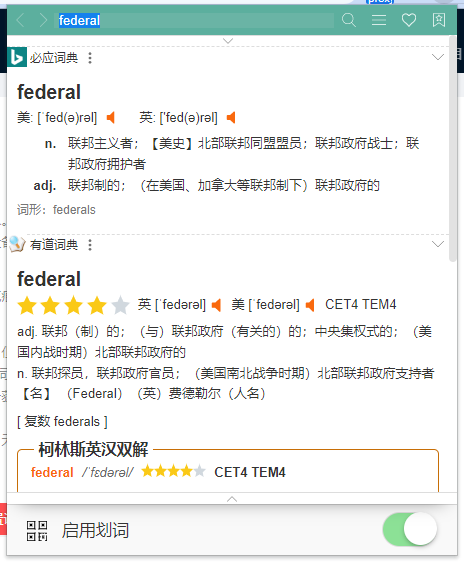 federal
必应词典
federal
美: [ˈfed(ə)rəl] 英: ['fed(ə)rəl]
n. 联邦主义者；【美史】北部联邦同盟盟员；联邦政府战士；联
邦政府拥护者
adj. 联邦制的；（在美国、加拿大等联邦制下）联邦政府的
词形：federals
有道词典
federal
英 [ˈfedərəl] 美 [ˈfedərəl] CET4 TEM4
adj. 联邦（制）的；（与）联邦政府（有关的）的；中央集权式的；（美
国内战时期）北部联邦政府的
n. 联邦探员，联邦政府官员；（美国南北战争时期）北部联邦政府支持者
【名】（Federal）（英）费德勒尔（人名）
[ 复数 federals ]
柯林斯英汉双解
federal /ˈfɛdərəl/ CET4 TEM4
启用划词